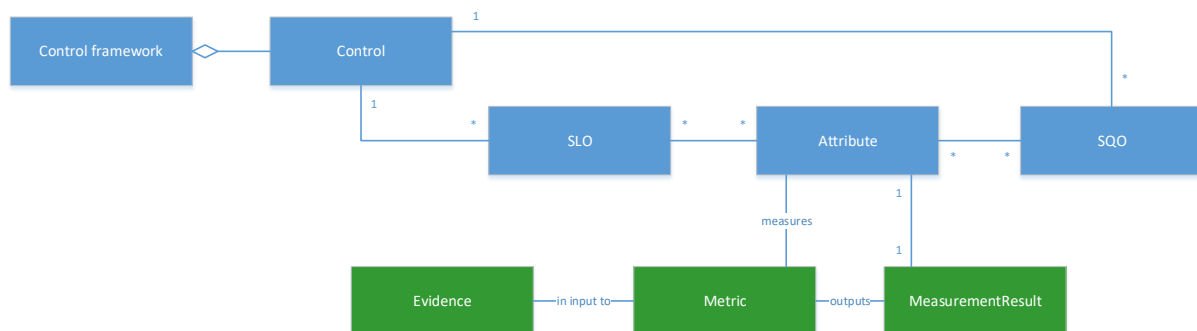 1
Control framework
Control
*
1
*
*
*
SLO
Attribute
SQO
*
*
1
measures
1
Evidence
in input to
Metric
outputs
MeasurementResult